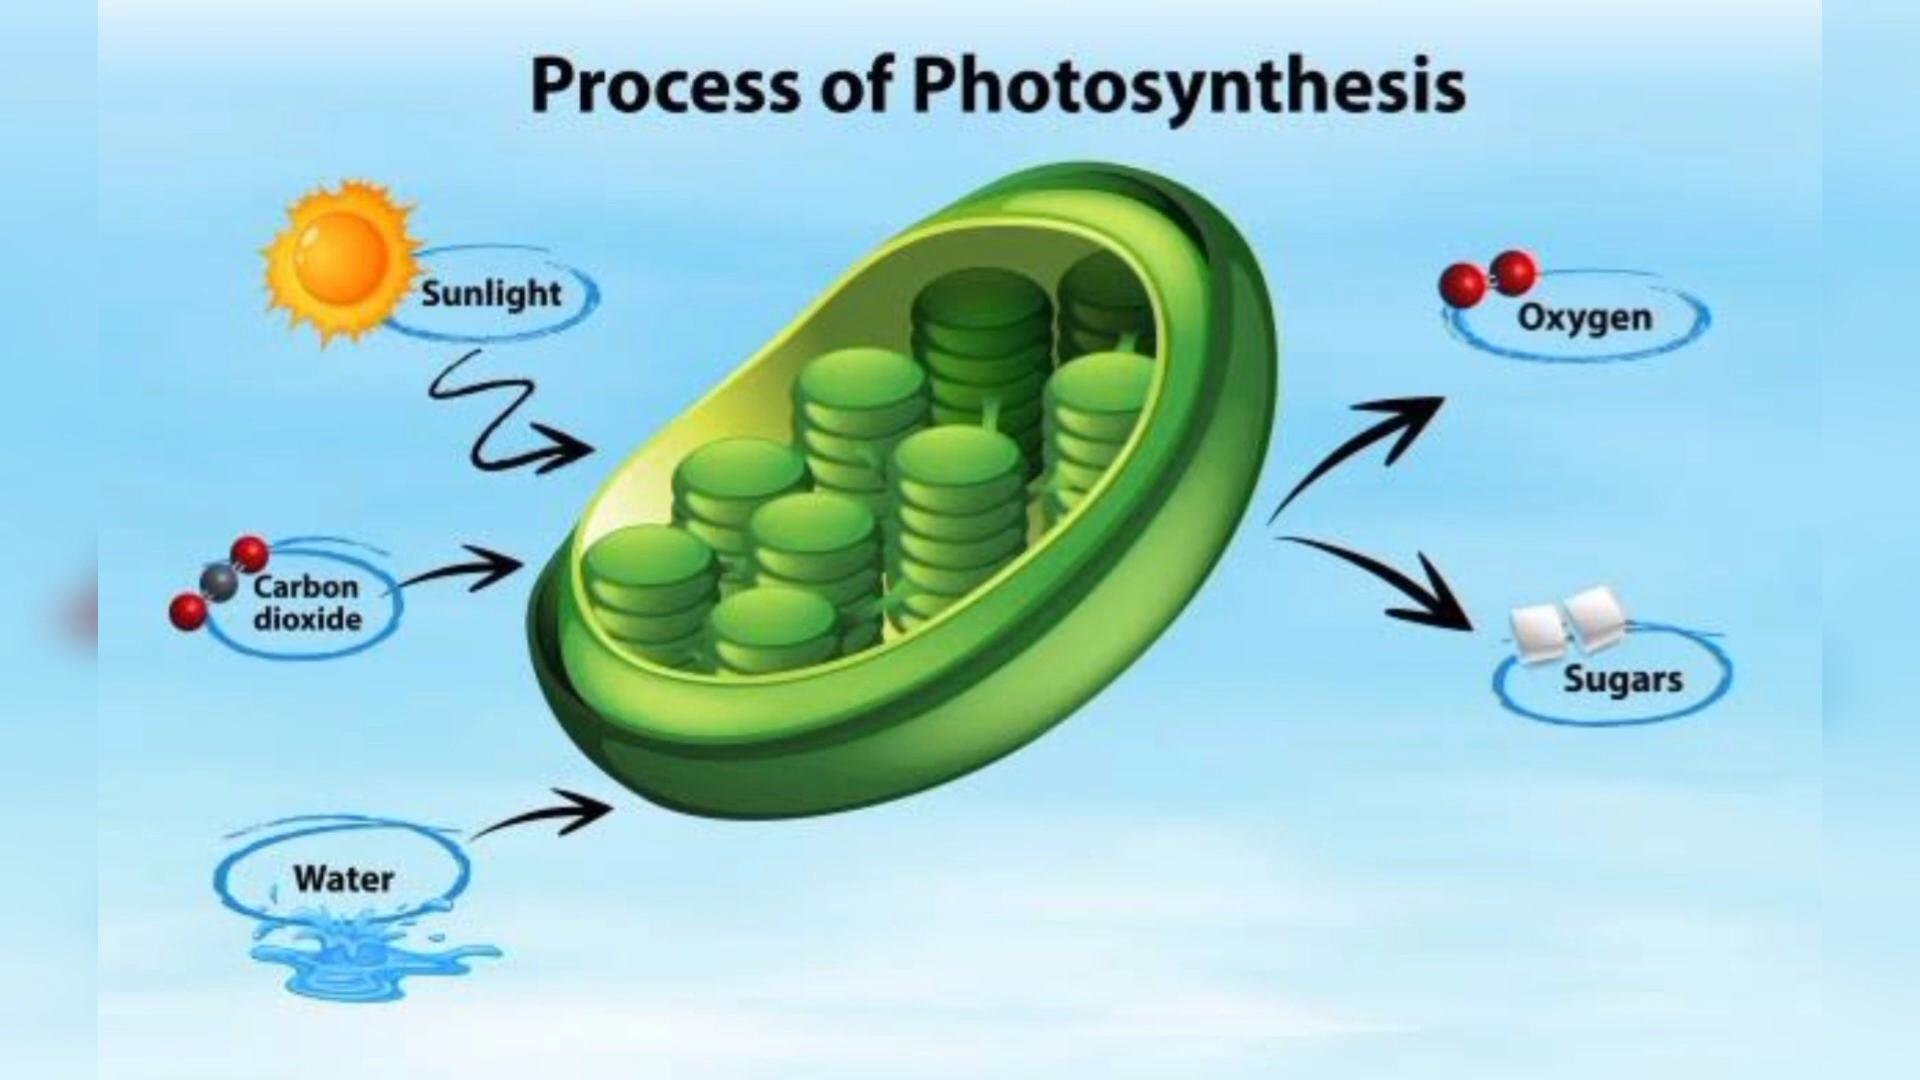 Process of Photosynthesis
Sunlight
Oxygen
Carbon
dioxide
Sugars
Water